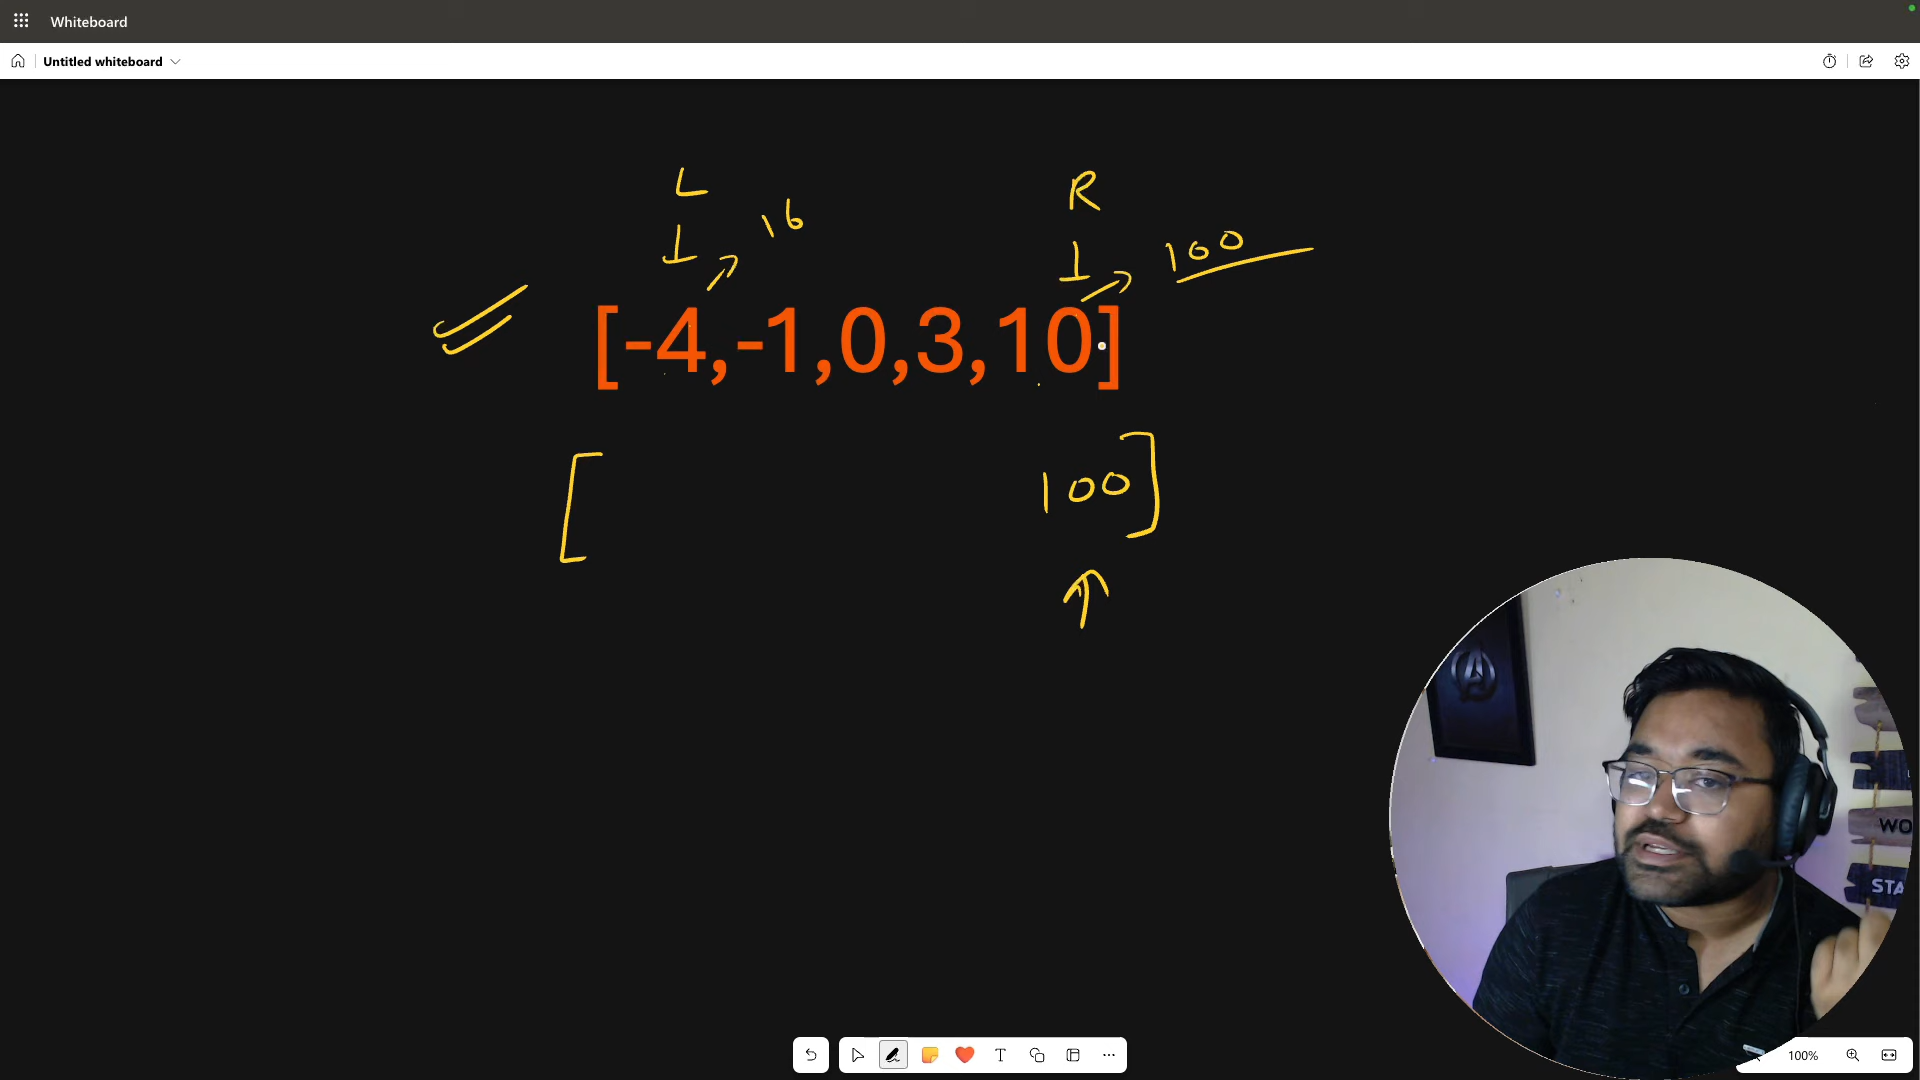 Whiteboard
Untitled whiteboard
L
R
16
100
[-4,-1,0,3,10]
[ 100]
WO
STA
T
100%